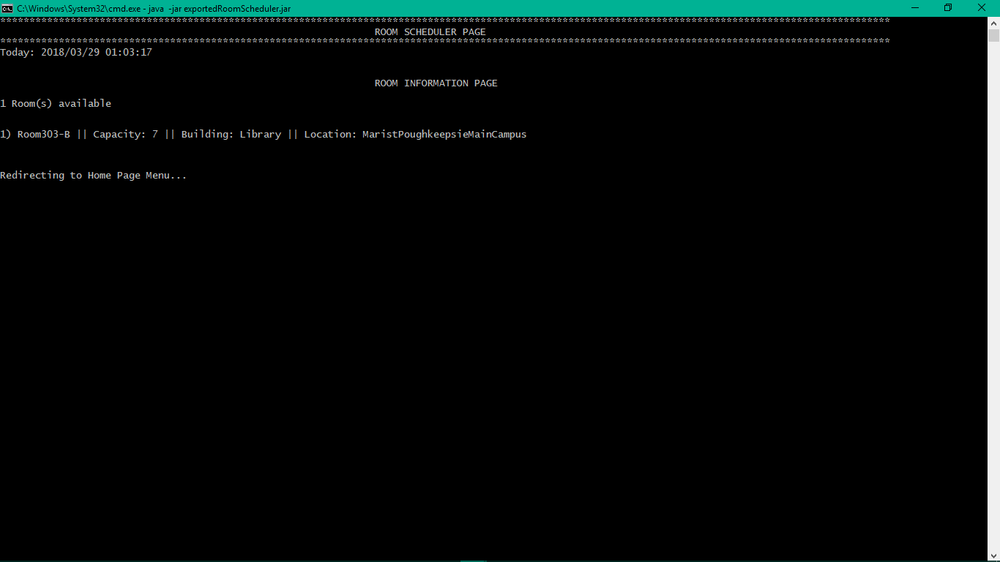 C:\Windows\System32\cmd.exe - java  -jar exportedRoomScheduler.jar
********************************************************************************************************************************************************
ROOM SCHEDULER PAGE
********************************************************************************************************************************************************
Today: 2018/03/29 01:03:17
ROOM INFORMATION PAGE
1 Room(s) available
1) Room303-B || Capacity: 7 || Building: Library || Location: MaristPoughkeepsieMainCampus
Redirecting to Home Page Menu...